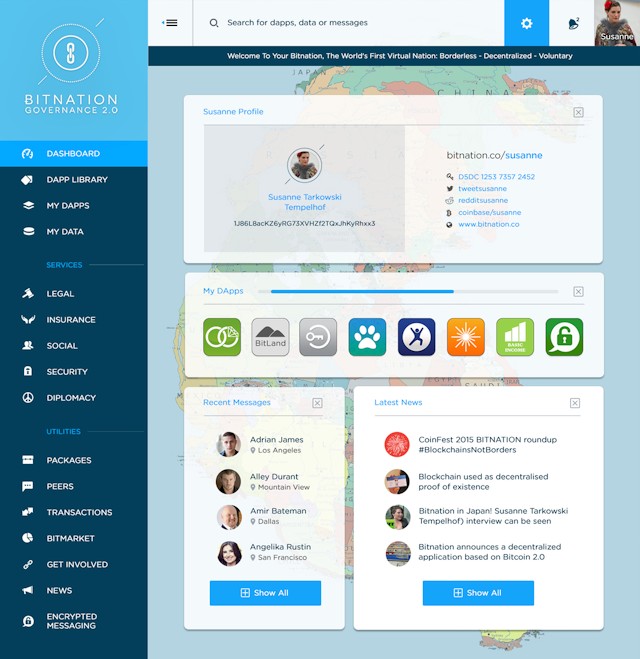 BITNATION
GOVERNANCE 2.0
DASHBOARD
DAPP LIBRARY
MY DAPPS
MY DATA
SERVICES
LEGAL
INSURANCE
SOCIAL
SECURITY
DIPLOMACY
UTILITIES
PACKAGES
PEERS
TRANSACTIONS
BITMARKET
GET INVOLVED
NEWS
ENCRYPTED
MESSAGING
Search for dapps, data or messages
2
Susanne
Welcome To Your Bitnation, The World's First Virtual Nation: Borderless - Decentralized - Voluntary
JAPAN
CHINA
Susanne Profile
Susanne Tarkowski
Tempelhof
1J86L8acKZ6yRG73XVHZf2TQxJhKyRhxx3
bitnation.co/susanne
D5DC 1253 7357 2452
tweetsusanne
redditsusanne
coinbase/susanne
www.bitnation.co
My DApps
BitLand
BASIC
INCOME
Recent Messages
Adrian James
Los Angeles
Alley Durant
Mountain View
Amir Bateman
Dallas
Angelika Rustin
San Francisco
Show All
Latest News
CoinFest 2015 BITNATION roundup
#BlockchainsNotBorders
Blockchain used as decentralised
proof of existence
Bitnation in Japan! Susanne Tarkowski
Tempelhof) interview can be seen
Bitnation announces a decentralized
application based on Bitcoin 2.0
Show All